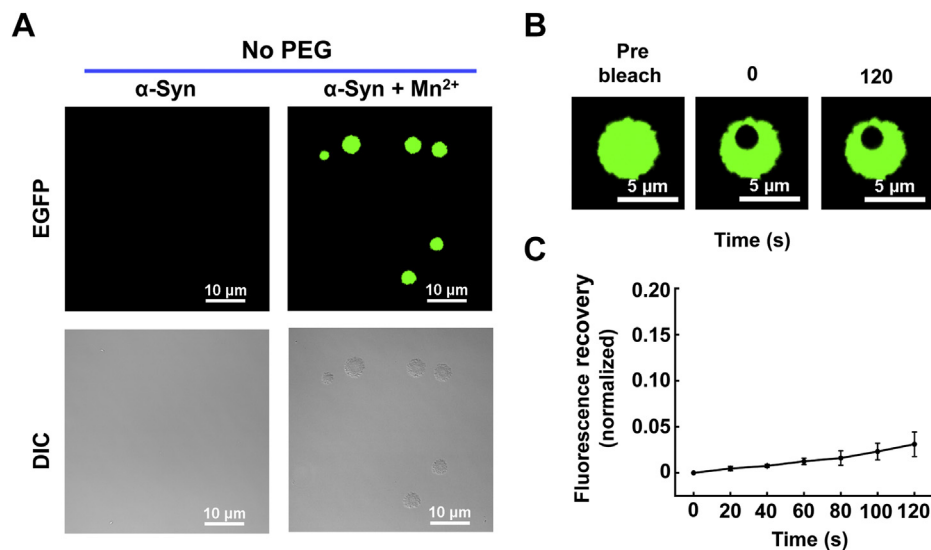 A
No PEG
α-Syn
α-Syn + Mn²⁺
EGFP
10 µm
10 µm
DIC
10 µm
10 µm
B
Pre
bleach
0
120
5 µm
5 µm
5 µm
Time (s)
C
Fluorescence recovery
(normalized)
0.20
0.15
0.10
0.05
0
0 20 40 60 80 100 120
Time (s)